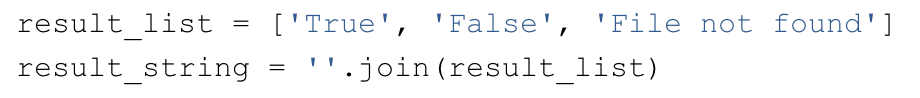 result_list = ['True', 'False', 'File not found']
result_string = ''.join(result_list)